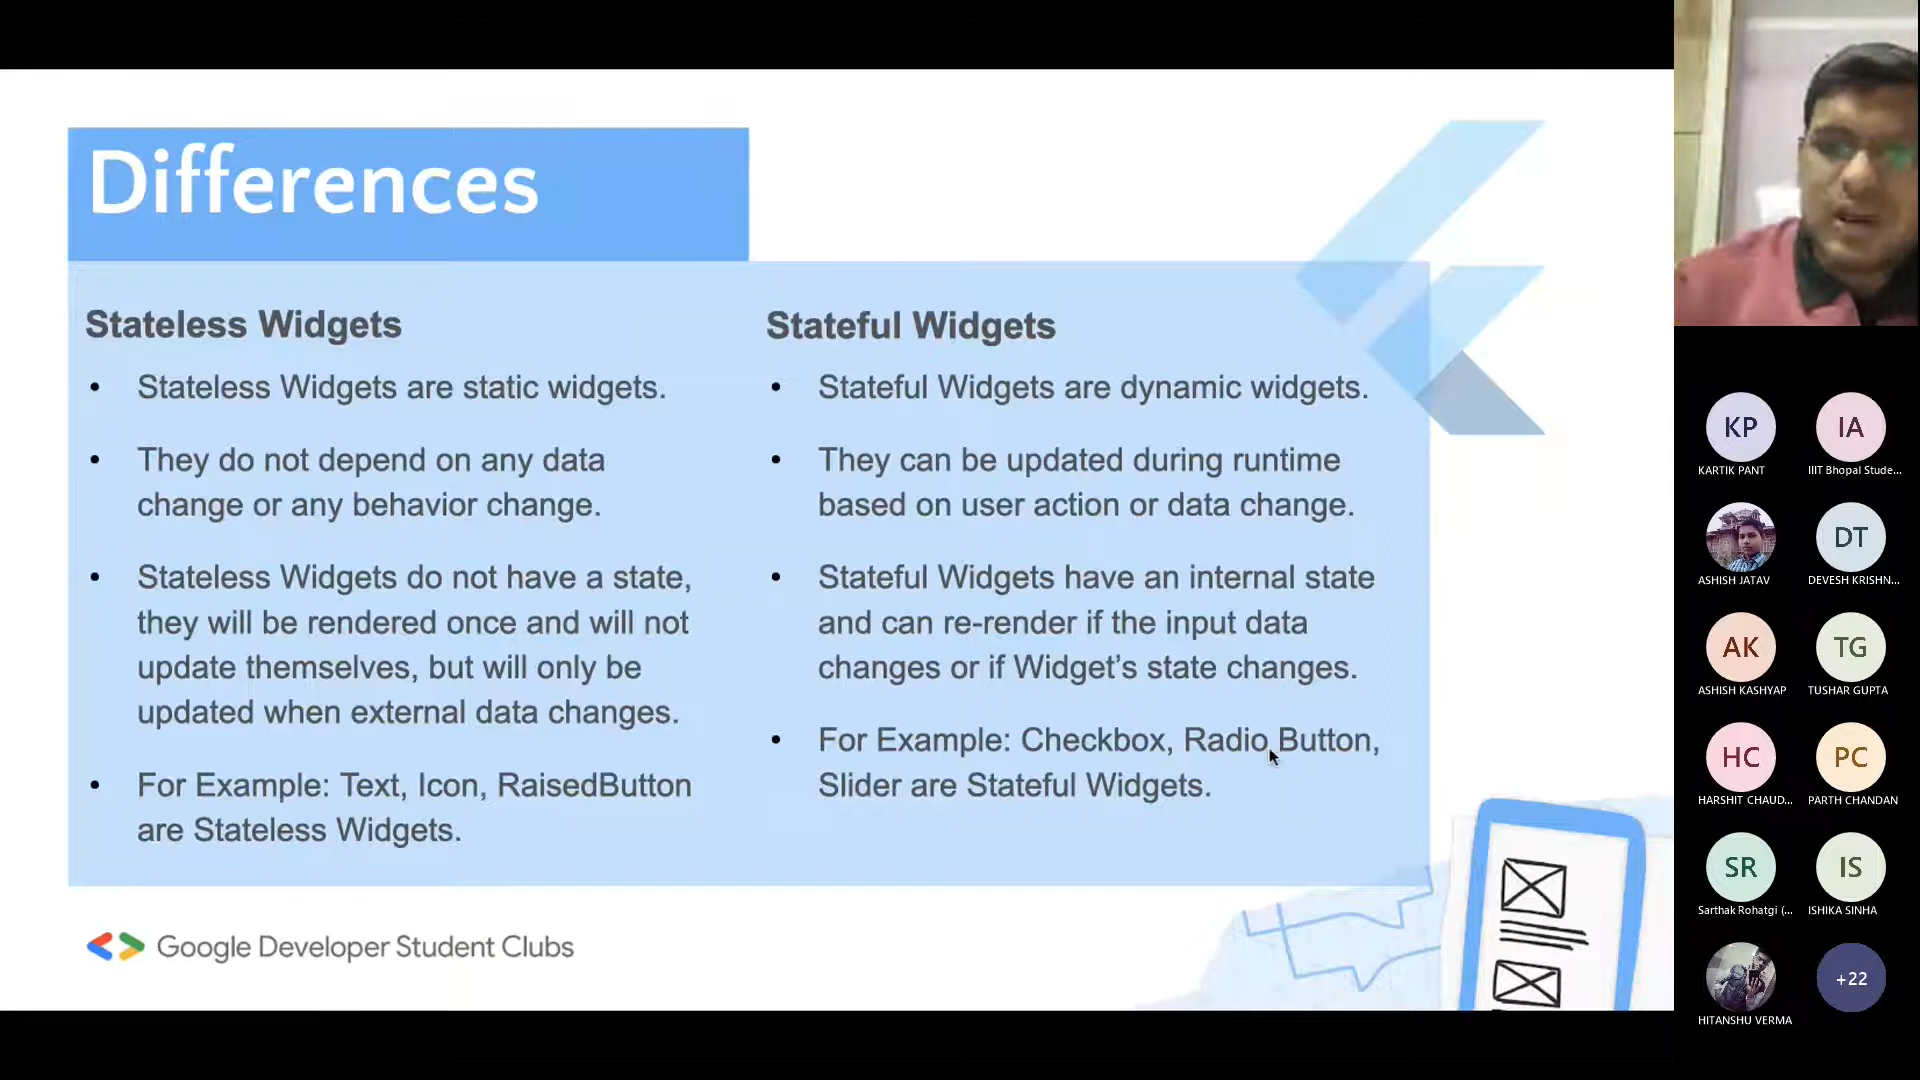 Differences
Stateless Widgets
• Stateless Widgets are static widgets.
• They do not depend on any data
change or any behavior change.
• Stateless Widgets do not have a state,
they will be rendered once and will not
update themselves, but will only be
updated when external data changes.
• For Example: Text, Icon, RaisedButton
are Stateless Widgets.
Stateful Widgets
• Stateful Widgets are dynamic widgets.
• They can be updated during runtime
based on user action or data change.
• Stateful Widgets have an internal state
and can re-render if the input data
changes or if Widget’s state changes.
• For Example: Checkbox, Radio Button,
Slider are Stateful Widgets.
Google Developer Student Clubs
KP
KARTIK PANT
IA
IIIT Bhopal Stude...
ASHISH JATAV
DT
DEVESH KRISHN...
AK
ASHISH KASHYAP
TG
TUSHAR GUPTA
HC
HARSHIT CHAUD...
PC
PARTH CHANDAN
SR
Sarthak Rohatgi (...
IS
ISHIKA SINHA
HITANSHU VERMA
+22